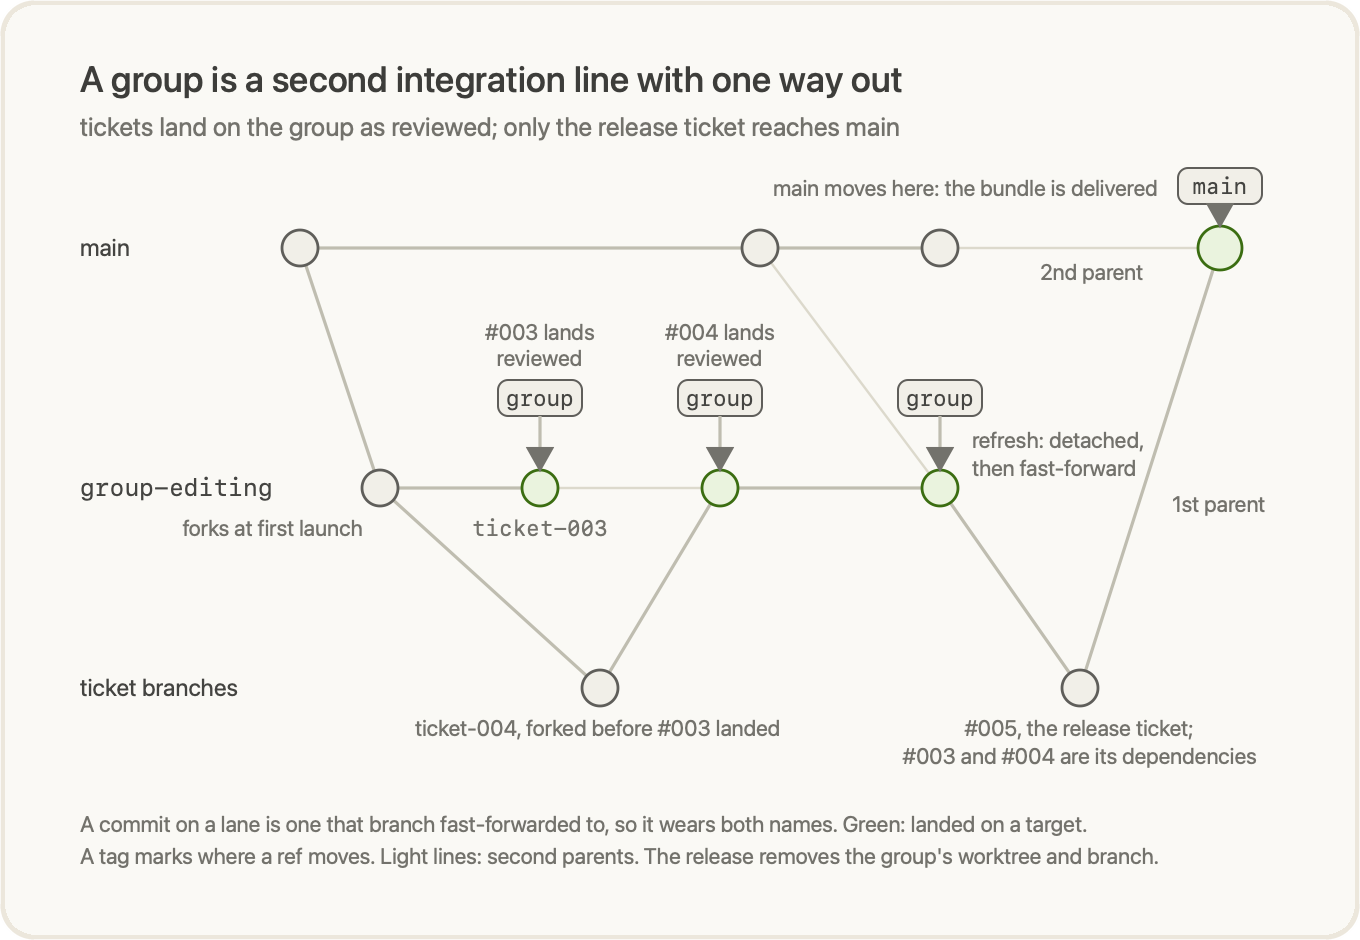 A group is a second integration line with one way out
tickets land on the group as reviewed; only the release ticket reaches main
main moves here: the bundle is delivered
main
main
2nd parent
#003 lands
reviewed
#004 lands
reviewed
group
group
group
refresh: detached,
then fast-forward
group-editing
1st parent
forks at first launch
ticket-003
ticket branches
ticket-004, forked before #003 landed
#005, the release ticket;
#003 and #004 are its dependencies
A commit on a lane is one that branch fast-forwarded to, so it wears both names. Green: landed on a target.
A tag marks where a ref moves. Light lines: second parents. The release removes the group's worktree and branch.